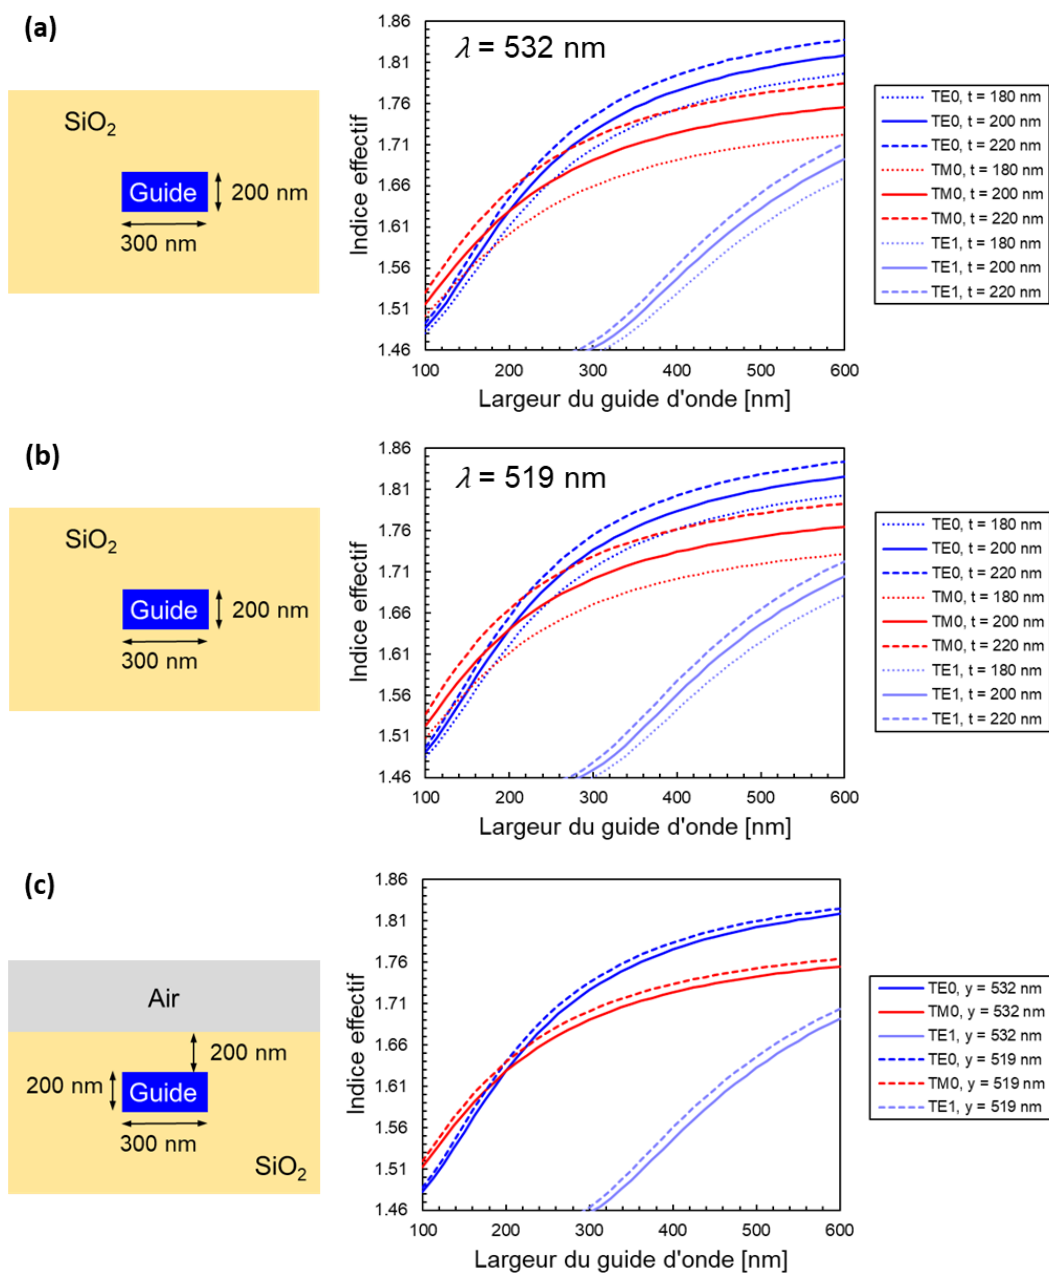 (a)
SiO2
Guide
200 nm
300 nm
λ = 532 nm
Indice effectif
1.86
1.81
1.76
1.71
1.66
1.61
1.56
1.51
1.46
100 200 300 400 500 600
Largeur du guide d'onde [nm]
TE0, t = 180 nm
TE0, t = 200 nm
TE0, t = 220 nm
TM0, t = 180 nm
TM0, t = 200 nm
TM0, t = 220 nm
TE1, t = 180 nm
TE1, t = 200 nm
TE1, t = 220 nm
(b)
SiO2
Guide
200 nm
300 nm
λ = 519 nm
Indice effectif
1.86
1.81
1.76
1.71
1.66
1.61
1.56
1.51
1.46
100 200 300 400 500 600
Largeur du guide d'onde [nm]
TE0, t = 180 nm
TE0, t = 200 nm
TE0, t = 220 nm
TM0, t = 180 nm
TM0, t = 200 nm
TM0, t = 220 nm
TE1, t = 180 nm
TE1, t = 200 nm
TE1, t = 220 nm
(c)
Air
200 nm
200 nm
Guide
300 nm
SiO2
Indice effectif
1.86
1.81
1.76
1.71
1.66
1.61
1.56
1.51
1.46
100 200 300 400 500 600
Largeur du guide d'onde [nm]
TE0, y = 532 nm
TM0, y = 532 nm
TE1, y = 532 nm
TE0, y = 519 nm
TM0, y = 519 nm
TE1, y = 519 nm